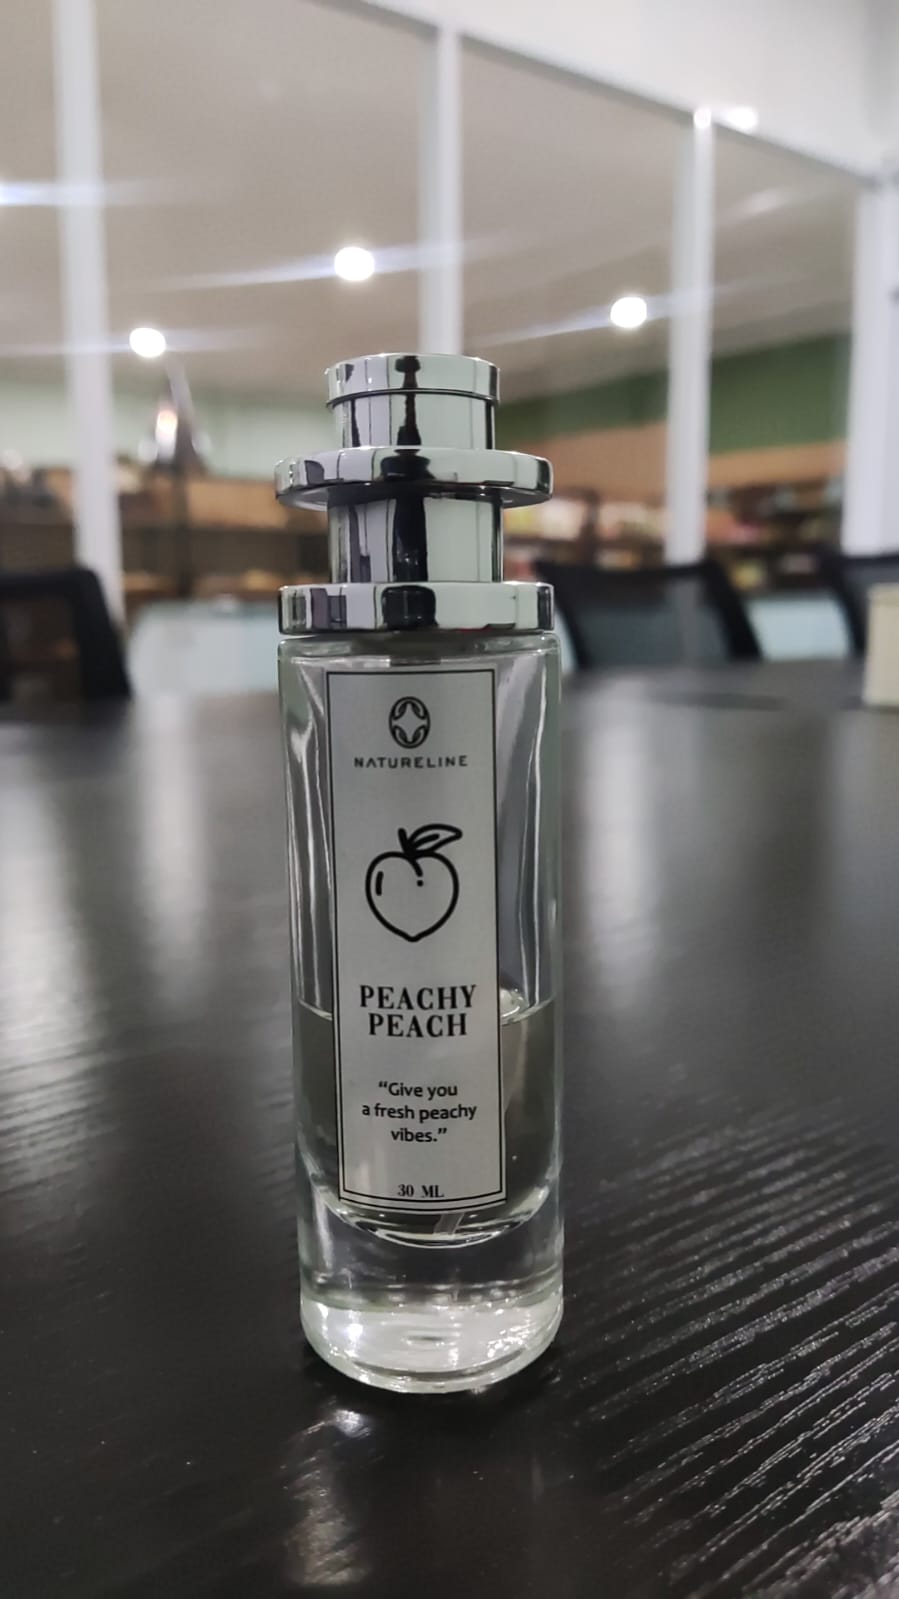 NATURELINE
PEACHY
PEACH
“Give you
a fresh peachy
vibes.”
30 ML